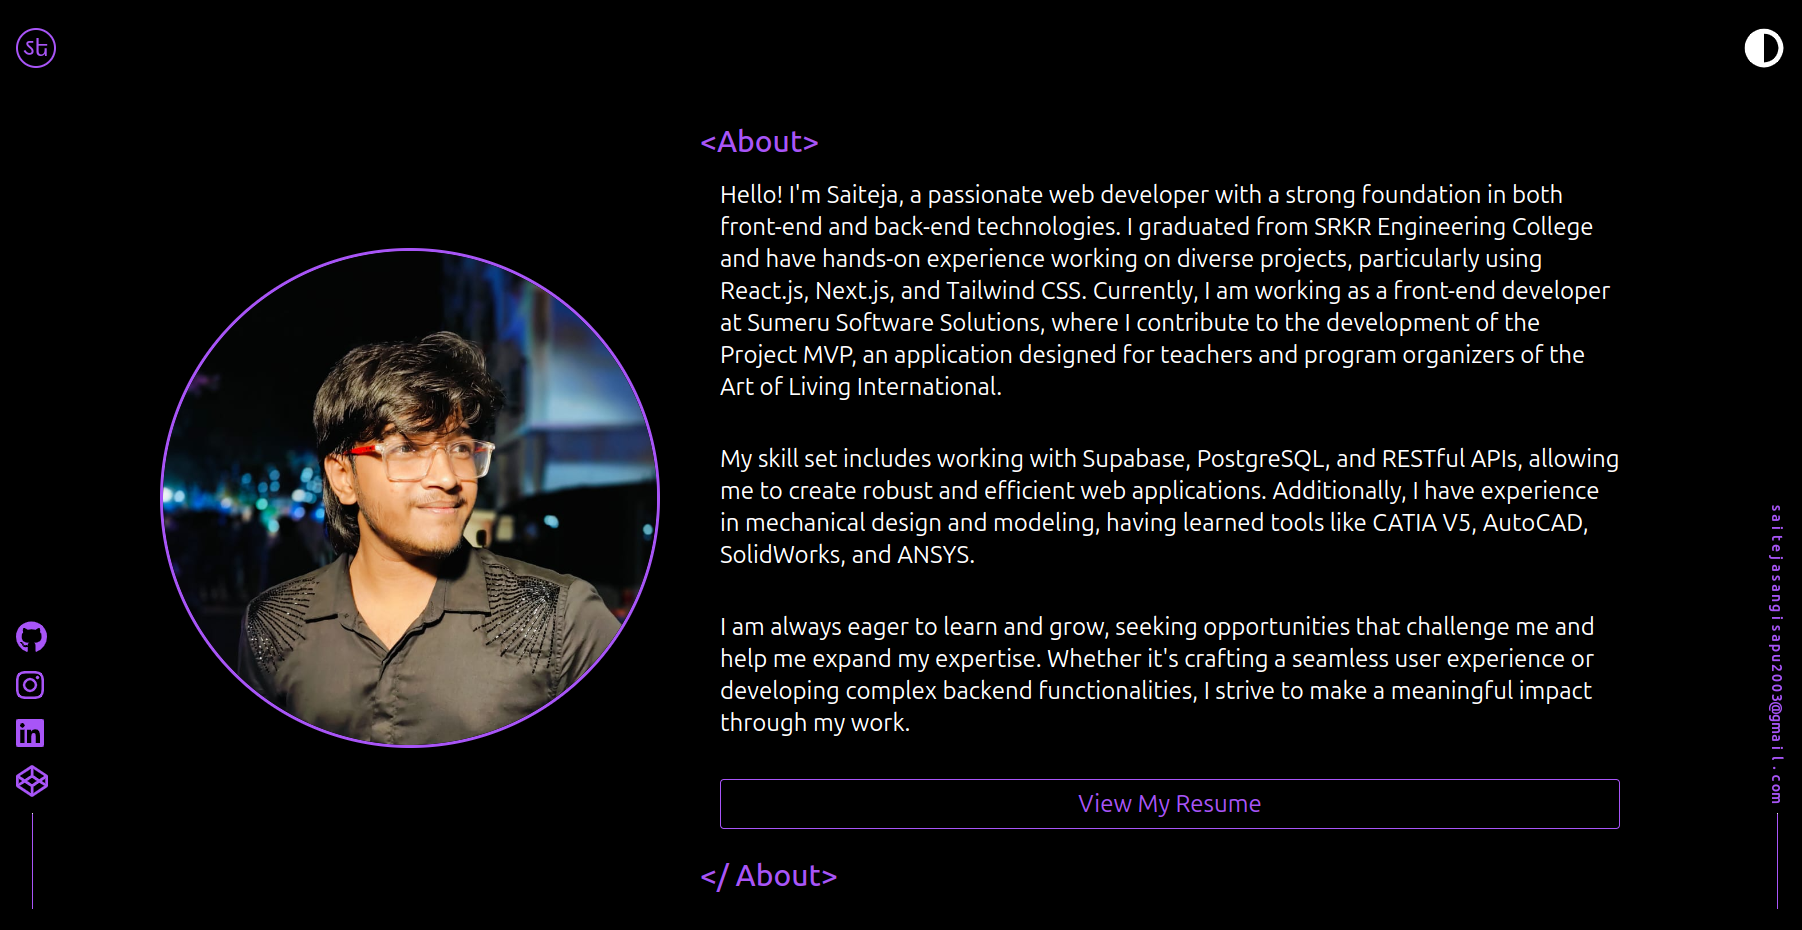 st
<About>
Hello! I'm Saiteja, a passionate web developer with a strong foundation in both
front-end and back-end technologies. I graduated from SRKR Engineering College
and have hands-on experience working on diverse projects, particularly using
React.js, Next.js, and Tailwind CSS. Currently, I am working as a front-end developer
at Sumeru Software Solutions, where I contribute to the development of the
Project MVP, an application designed for teachers and program organizers of the
Art of Living International.
My skill set includes working with Supabase, PostgreSQL, and RESTful APIs, allowing
me to create robust and efficient web applications. Additionally, I have experience
in mechanical design and modeling, having learned tools like CATIA V5, AutoCAD,
SolidWorks, and ANSYS.
I am always eager to learn and grow, seeking opportunities that challenge me and
help me expand my expertise. Whether it's crafting a seamless user experience or
developing complex backend functionalities, I strive to make a meaningful impact
through my work.
View My Resume
</ About>
saitejasangisapu2003@gmail.com